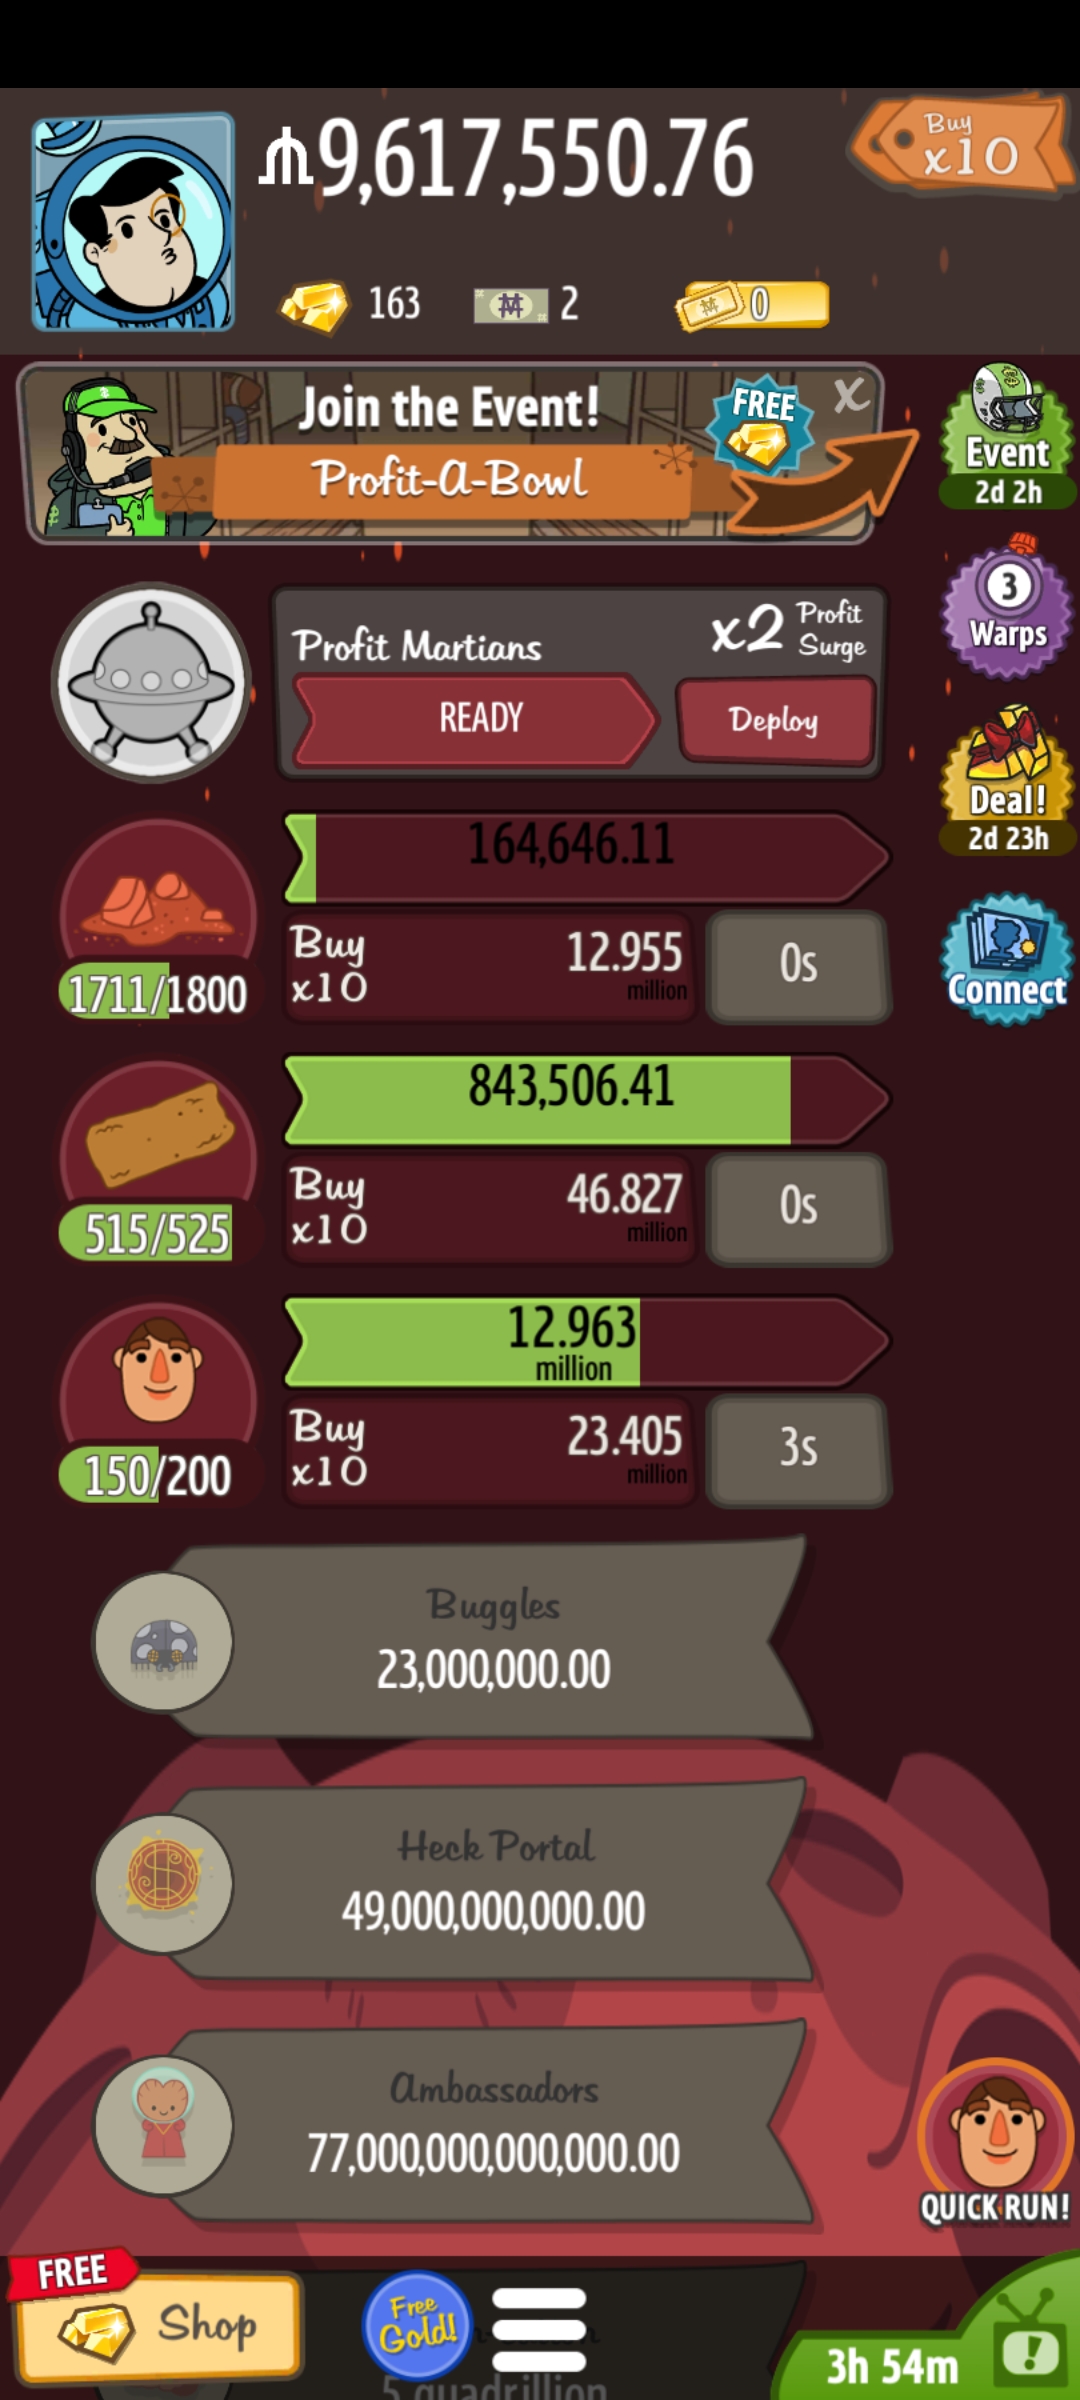 9,617,550.76
Buy
x10
163
2
0
Join the Event!
Profit-A-Bowl
FREE
X
Event
2d 2h
3
Warps
Deal!
2d 23h
Connect
Profit Martians
x2 Profit
Surge
READY
Deploy
164,646.11
1711/1800
Buy
x10
12.955
million
0s
843,506.41
515/525
Buy
x10
46.827
million
0s
12.963
million
150/200
Buy
x10
23.405
million
3s
Buggles
23,000,000.00
Heck Portal
49,000,000,000.00
Ambassadors
77,000,000,000,000.00
QUICK RUN!
FREE
Shop
Free
Gold!
5 quadrillion
3h 54m
!